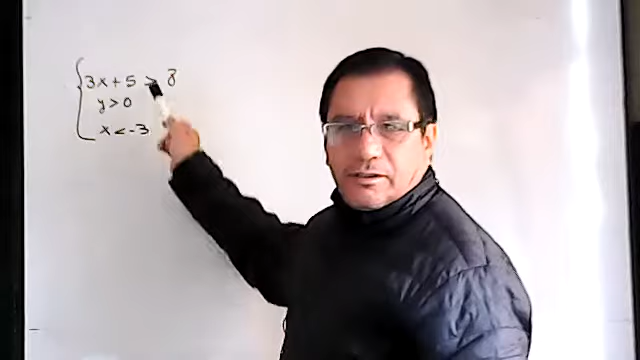 3x + 5 ≥ 8
y > 0
x < -3